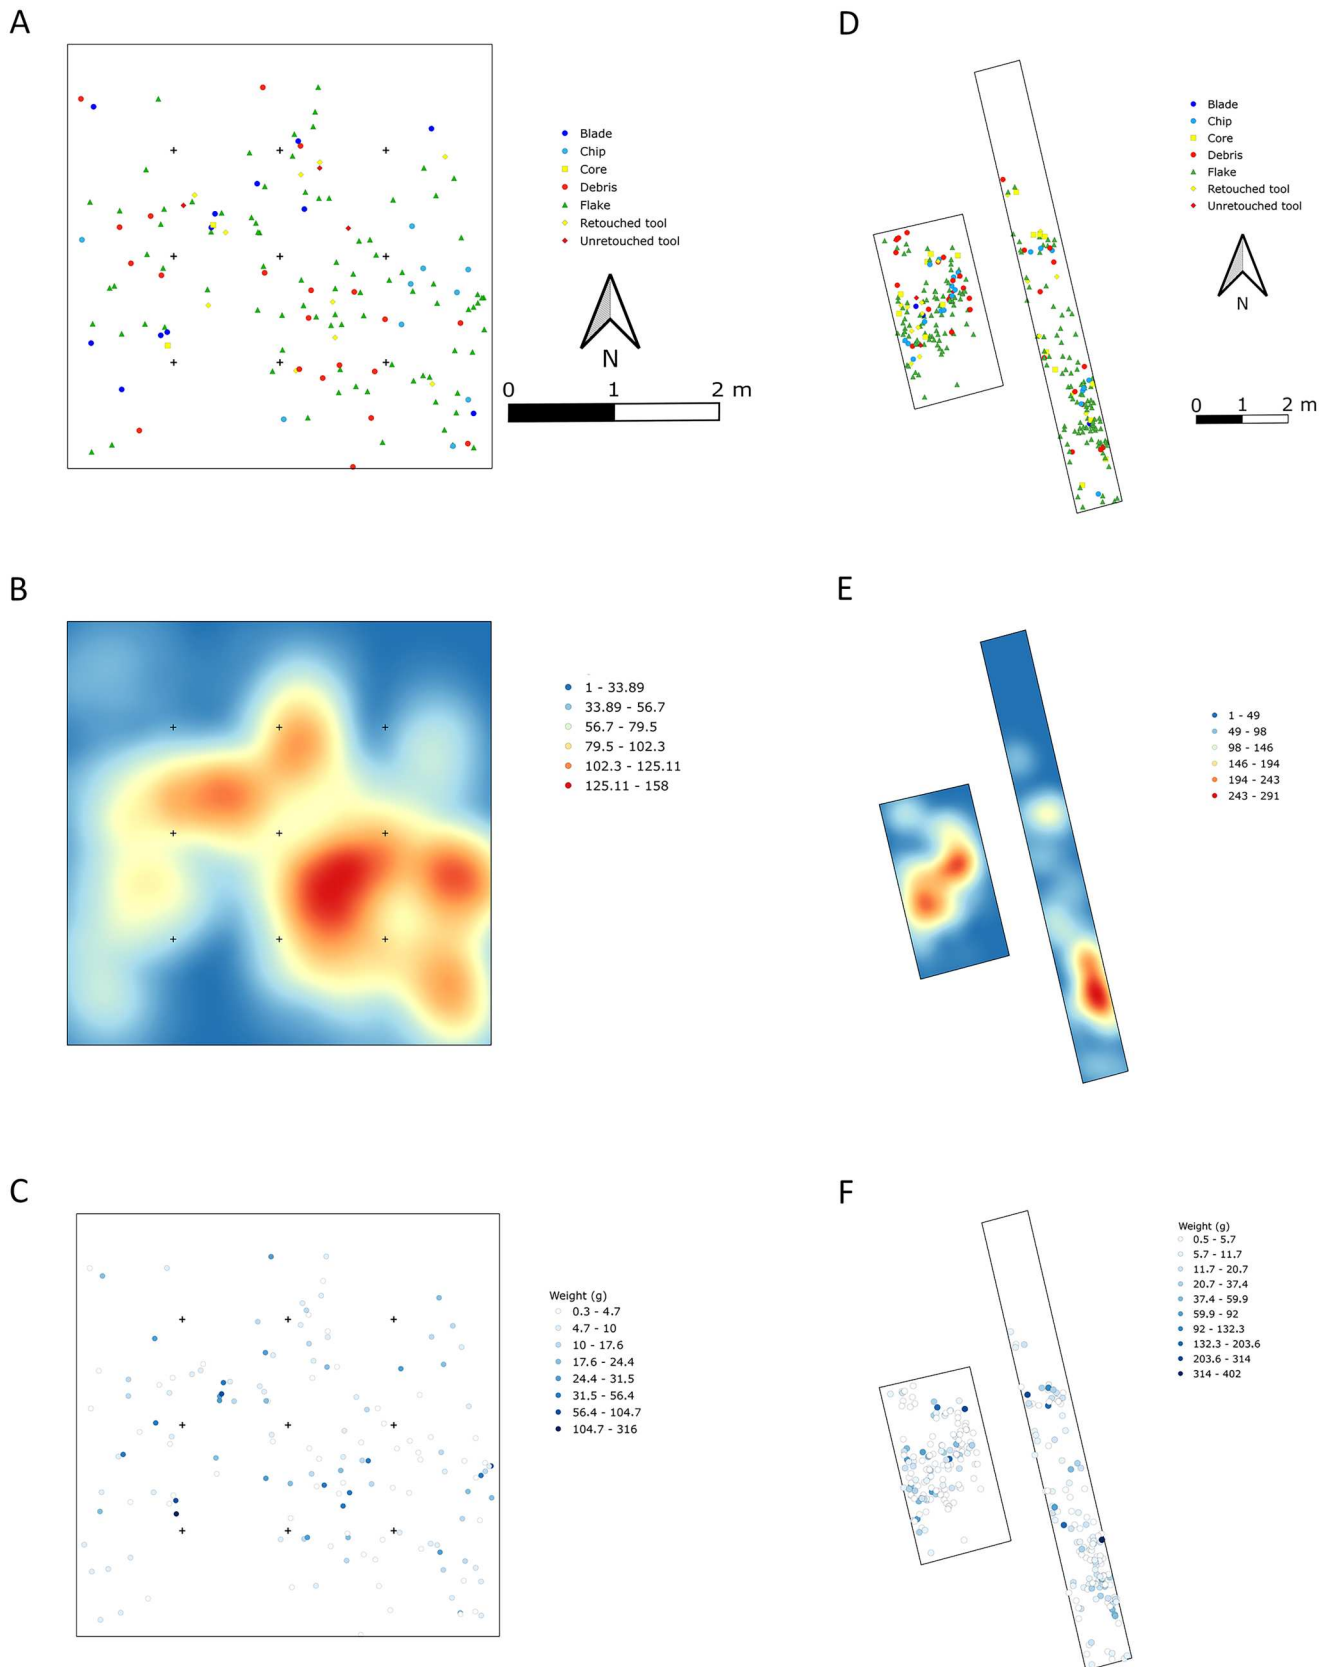 A
Blade
Chip
Core
Debris
Flake
Retouched tool
Unretouched tool
N
0 1 2 m
D
Blade
Chip
Core
Debris
Flake
Retouched tool
Unretouched tool
N
0 1 2 m
B
1 - 33.89
33.89 - 56.7
56.7 - 79.5
79.5 - 102.3
102.3 - 125.11
125.11 - 158
E
1 - 49
49 - 98
98 - 146
146 - 194
194 - 243
243 - 291
C
Weight (g)
0.3 - 4.7
4.7 - 10
10 - 17.6
17.6 - 24.4
24.4 - 31.5
31.5 - 56.4
56.4 - 104.7
104.7 - 316
F
Weight (g)
0.5 - 5.7
5.7 - 11.7
11.7 - 20.7
20.7 - 37.4
37.4 - 59.9
59.9 - 92
92 - 132.3
132.3 - 203.6
203.6 - 314
314 - 402